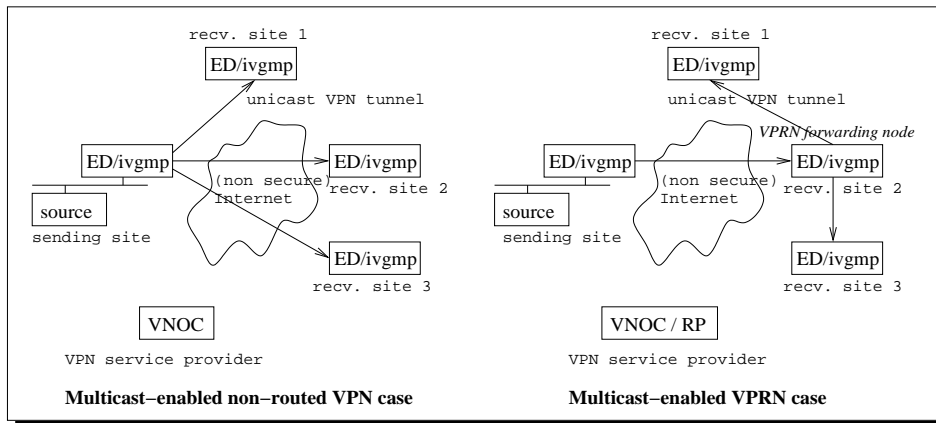 recv. site 1
ED/ivgmp
unicast VPN tunnel
ED/ivgmp
ED/ivgmp
(non secure)
Internet
recv. site 2
source
sending site
ED/ivgmp
recv. site 3
VNOC
VPN service provider
Multicast−enabled non−routed VPN case
recv. site 1
ED/ivgmp
unicast VPN tunnel
VPRN forwarding node
ED/ivgmp
ED/ivgmp
(non secure)
Internet
recv. site 2
source
sending site
ED/ivgmp
recv. site 3
VNOC / RP
VPN service provider
Multicast−enabled VPRN case